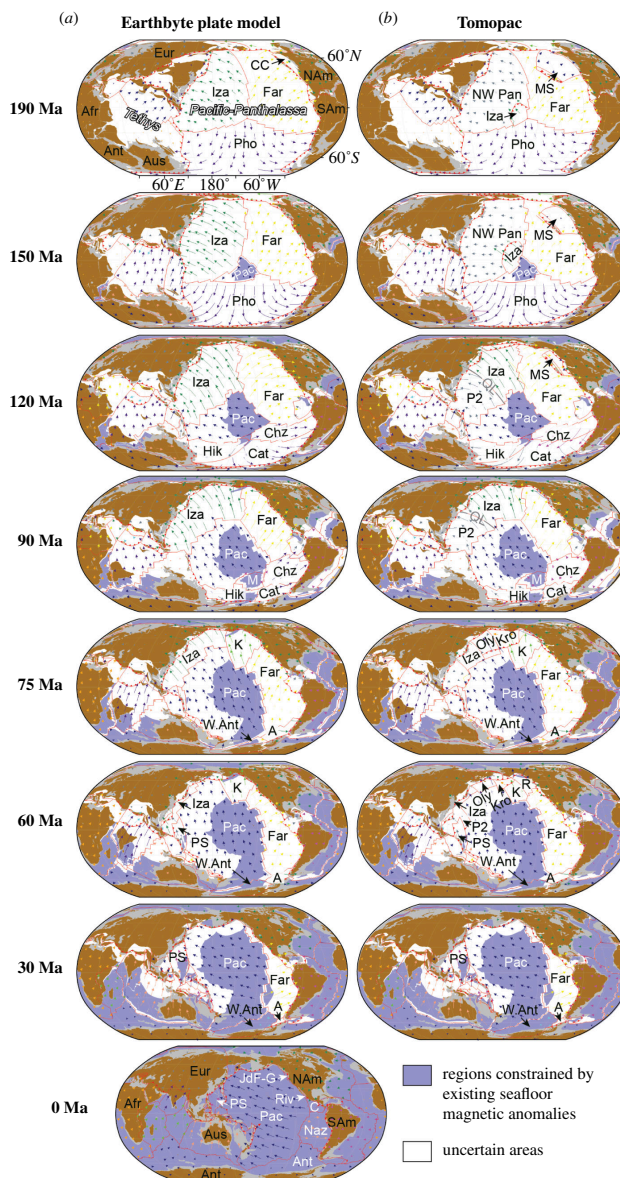 (a) Earthbyte plate model (b) Tomopac
190 Ma
Eur CC NAm 60°N
Iza Far
Afr Tethys Pacific-Panthalassa SAm
Ant Aus Pho 60°S
60°E 180° 60°W
NW Pan MS
Iza Far
Pho
150 Ma
Iza Far
Pac
Pho
NW Pan MS
Iza Far
Pac
Pho
120 Ma
Iza Far
Pac
Chz
Hik Cat
Iza MS
QL Far
P2
Pac
Chz
Hik Cat
90 Ma
Iza Far
Pac
Chz
M
Hik Cat
Iza
QL Far
P2
Pac
Chz
M
Hik Cat
75 Ma
Iza K
Far
Pac
W.Ant A
Oly Kro
Iza K
Far
Pac
W.Ant A
60 Ma
K
Iza
Pac
PS Far
W.Ant
A
Oly Kro K R
Iza
P2 Pac
PS Far
W.Ant
A
30 Ma
PS
Pac
Far
W.Ant A
PS
Pac
Far
W.Ant A
0 Ma
Eur JdF-G NAm
Afr PS Riv
Pac C
Naz SAm
Aus
Ant Ant
regions constrained by
existing seafloor
magnetic anomalies
uncertain areas